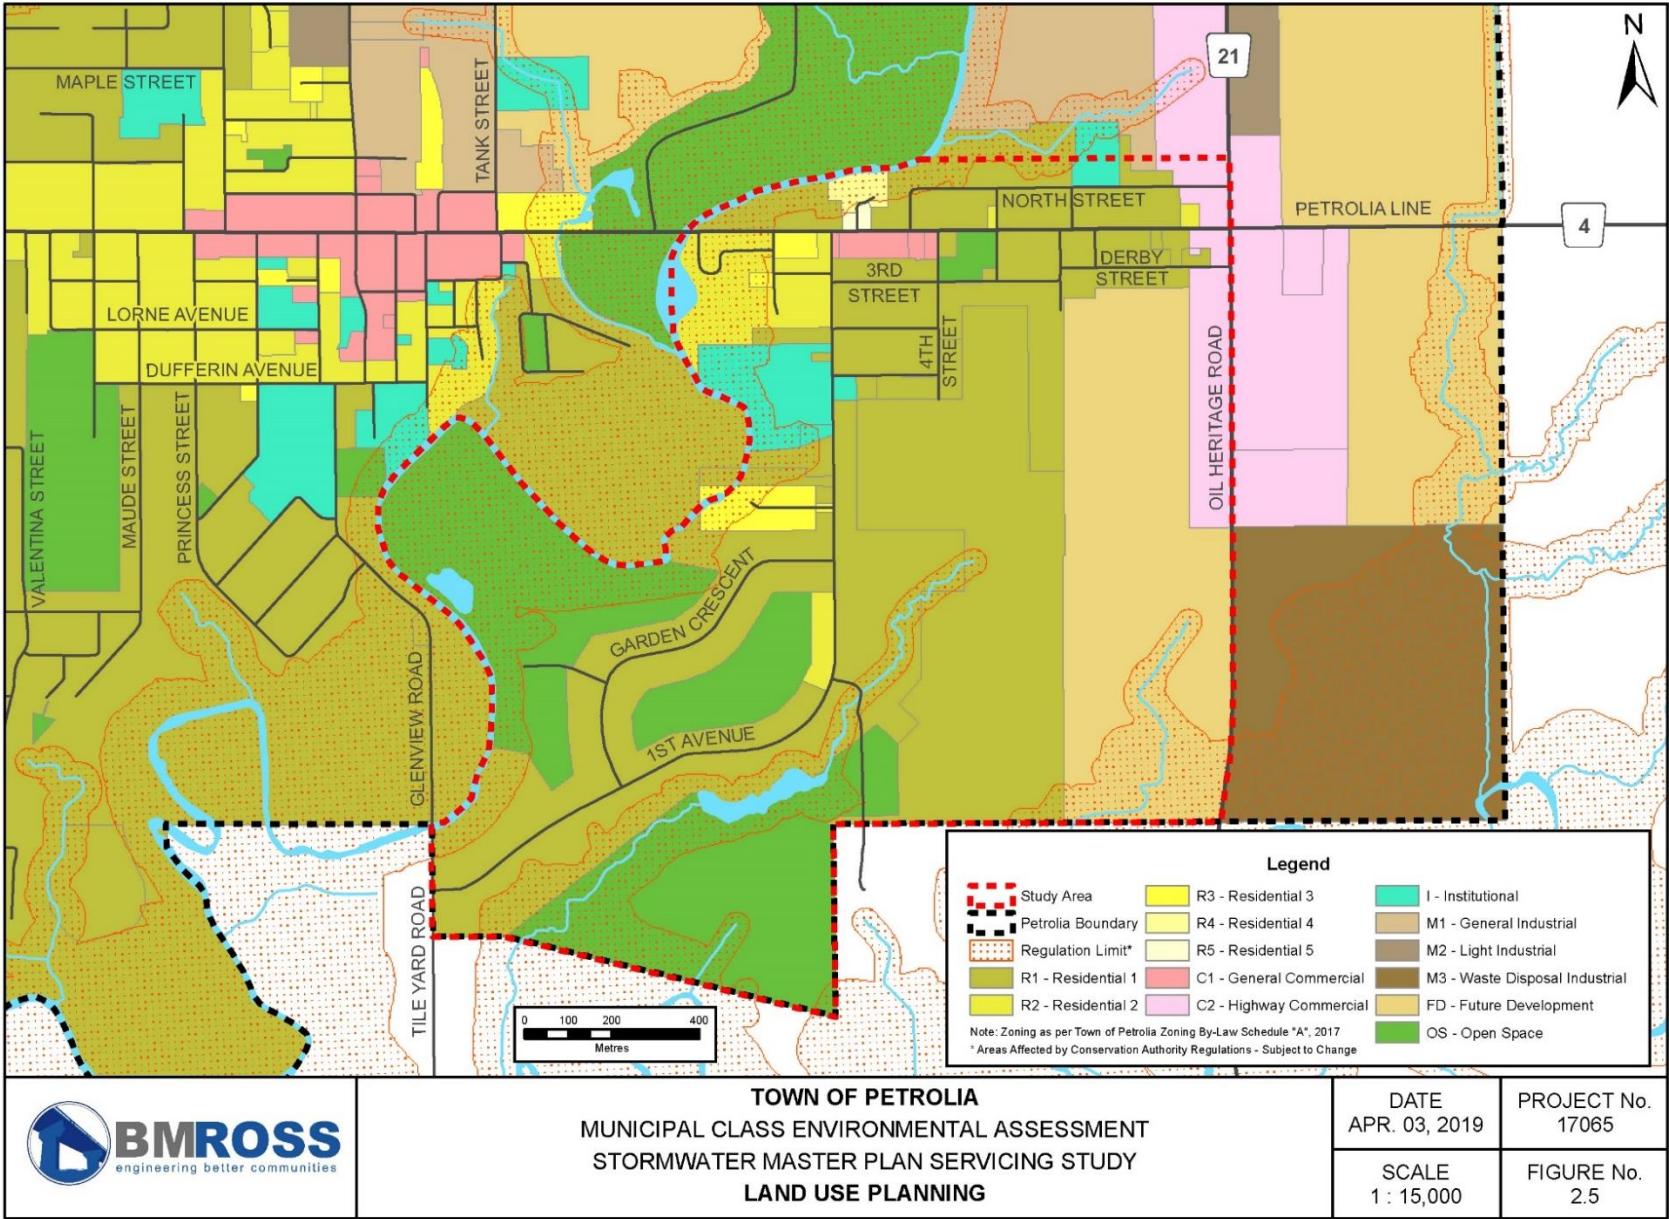 N
21
MAPLE STREET
TANK STREET
NORTH STREET
PETROLIA LINE
4
3RD
STREET
DERBY
STREET
LORNE AVENUE
DUFFERIN AVENUE
4TH
STREET
OIL HERITAGE ROAD
VALENTINA STREET
MAUDE STREET
PRINCESS STREET
GARDEN CRESCENT
GLENVIEW ROAD
1ST AVENUE
TILE YARD ROAD
0 100 200 400
Metres
Legend
Study Area
Petrolia Boundary
Regulation Limit*
R1 - Residential 1
R2 - Residential 2
R3 - Residential 3
R4 - Residential 4
R5 - Residential 5
C1 - General Commercial
C2 - Highway Commercial
I - Institutional
M1 - General Industrial
M2 - Light Industrial
M3 - Waste Disposal Industrial
FD - Future Development
OS - Open Space
Note: Zoning as per Town of Petrolia Zoning By-Law Schedule "A", 2017
* Areas Affected by Conservation Authority Regulations - Subject to Change
BMROSS
engineering better communities
TOWN OF PETROLIA
MUNICIPAL CLASS ENVIRONMENTAL ASSESSMENT
STORMWATER MASTER PLAN SERVICING STUDY
LAND USE PLANNING
DATE
APR. 03, 2019
PROJECT No.
17065
SCALE
1 : 15,000
FIGURE No.
2.5